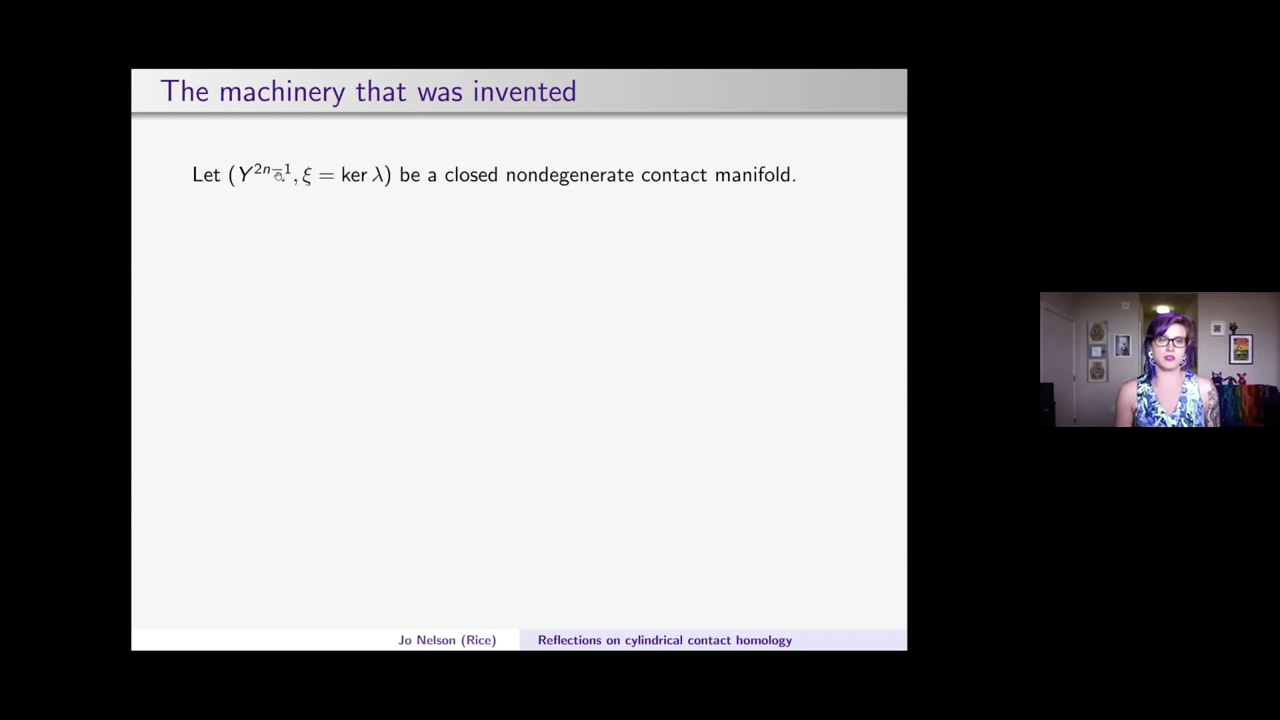 The machinery that was invented
Let (Y²ⁿ⁻¹, ξ = ker λ) be a closed nondegenerate contact manifold.
Jo Nelson (Rice) Reflections on cylindrical contact homology